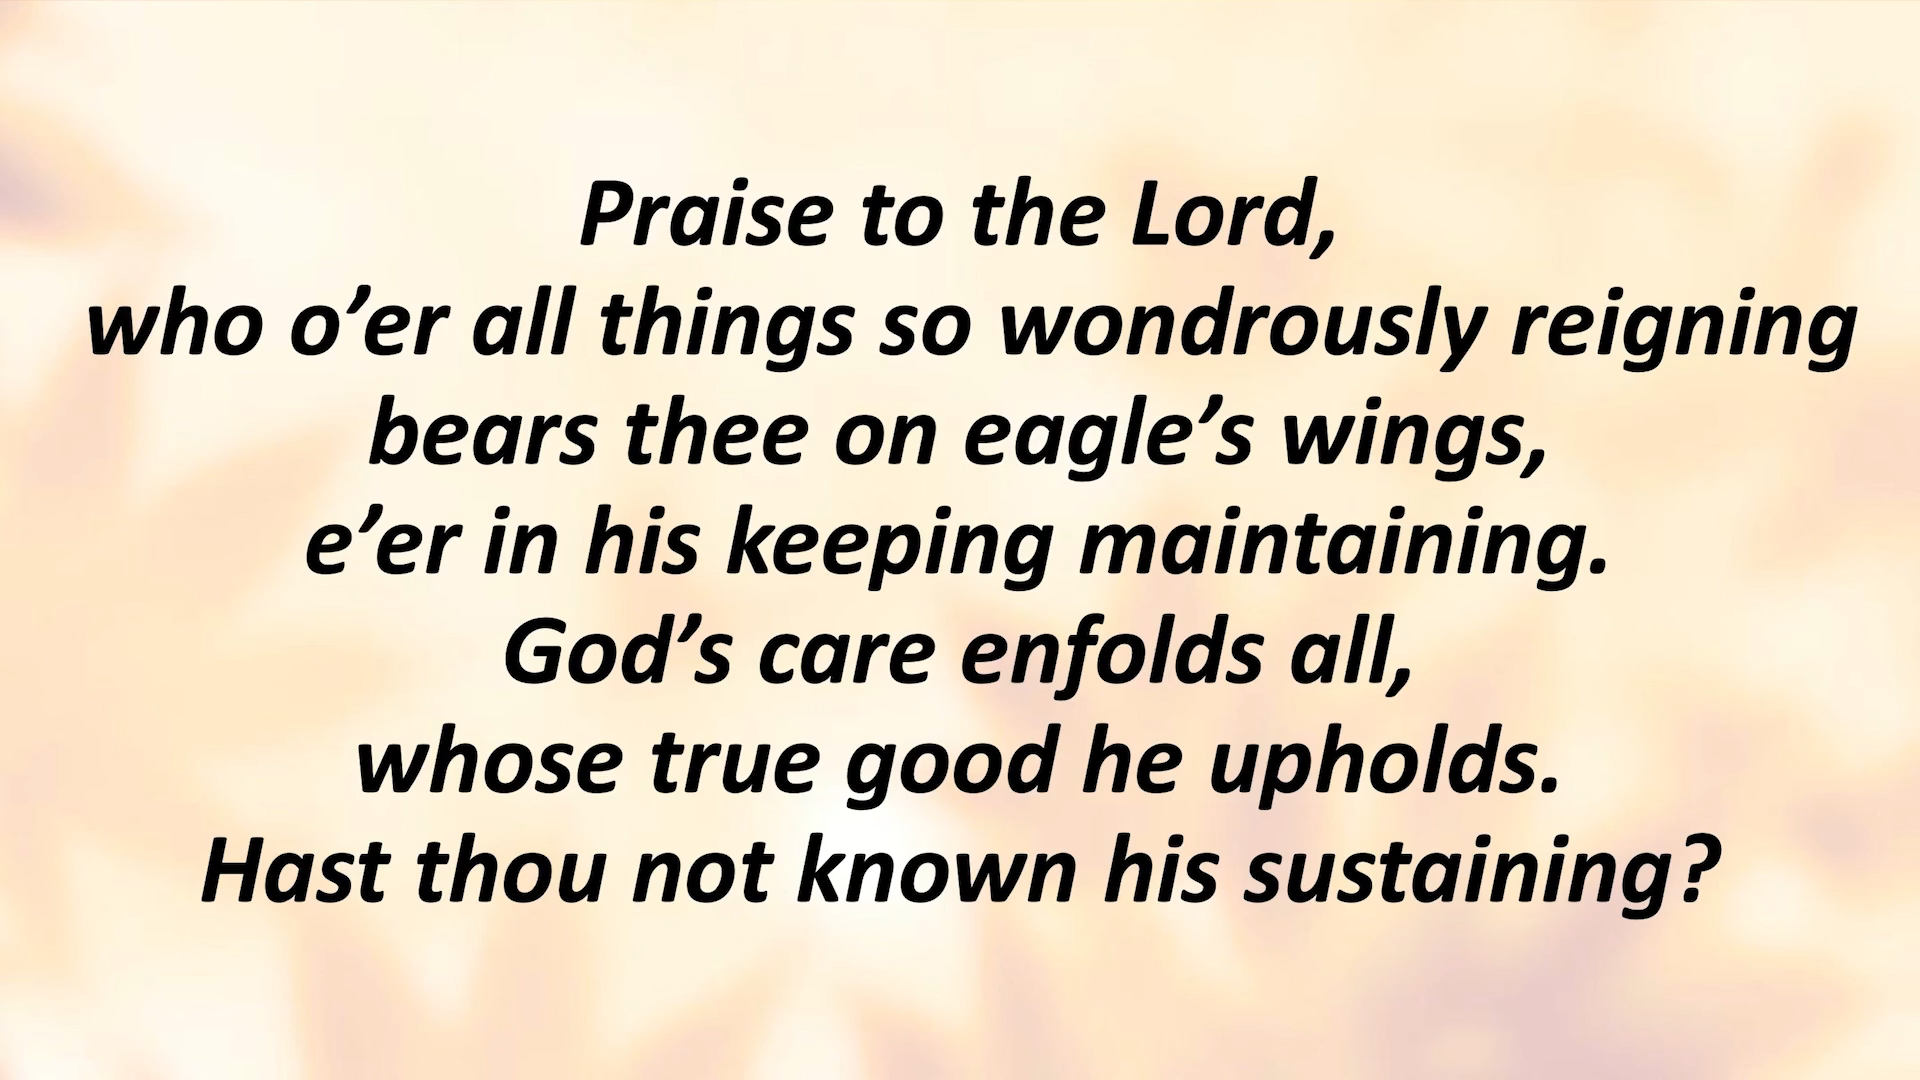 Praise to the Lord,
who o’er all things so wondrously reigning
bears thee on eagle’s wings,
e’er in his keeping maintaining.
God’s care enfolds all,
whose true good he upholds.
Hast thou not known his sustaining?